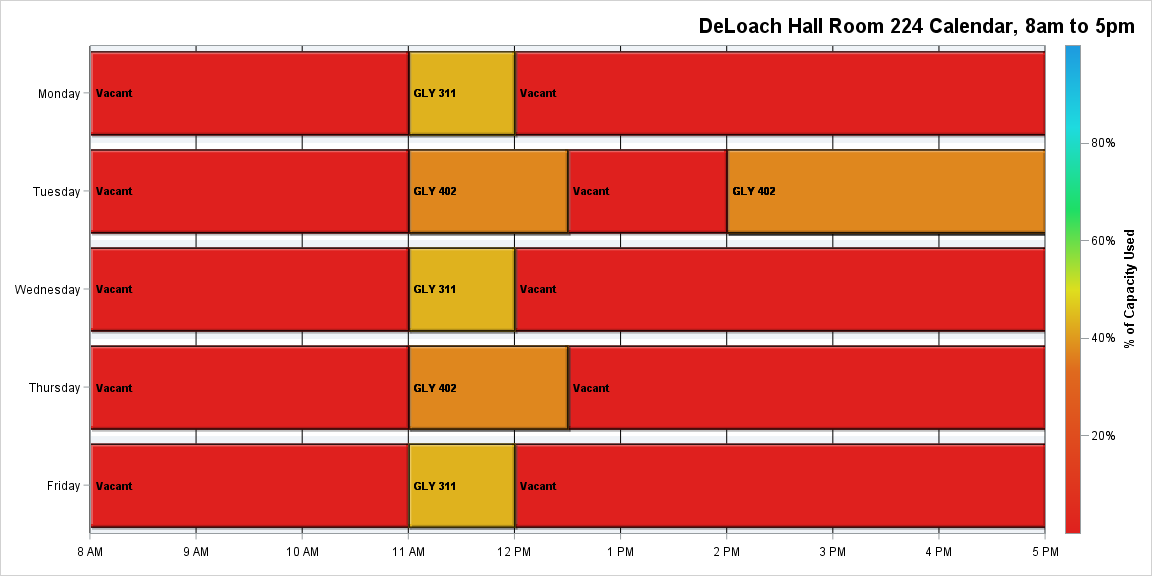 DeLoach Hall Room 224 Calendar, 8am to 5pm
Monday
Vacant
GLY 311
Vacant
Tuesday
Vacant
GLY 402
Vacant
GLY 402
Wednesday
Vacant
GLY 311
Vacant
Thursday
Vacant
GLY 402
Vacant
Friday
Vacant
GLY 311
Vacant
8 AM
9 AM
10 AM
11 AM
12 PM
1 PM
2 PM
3 PM
4 PM
5 PM
80%
60%
40%
20%
% of Capacity Used